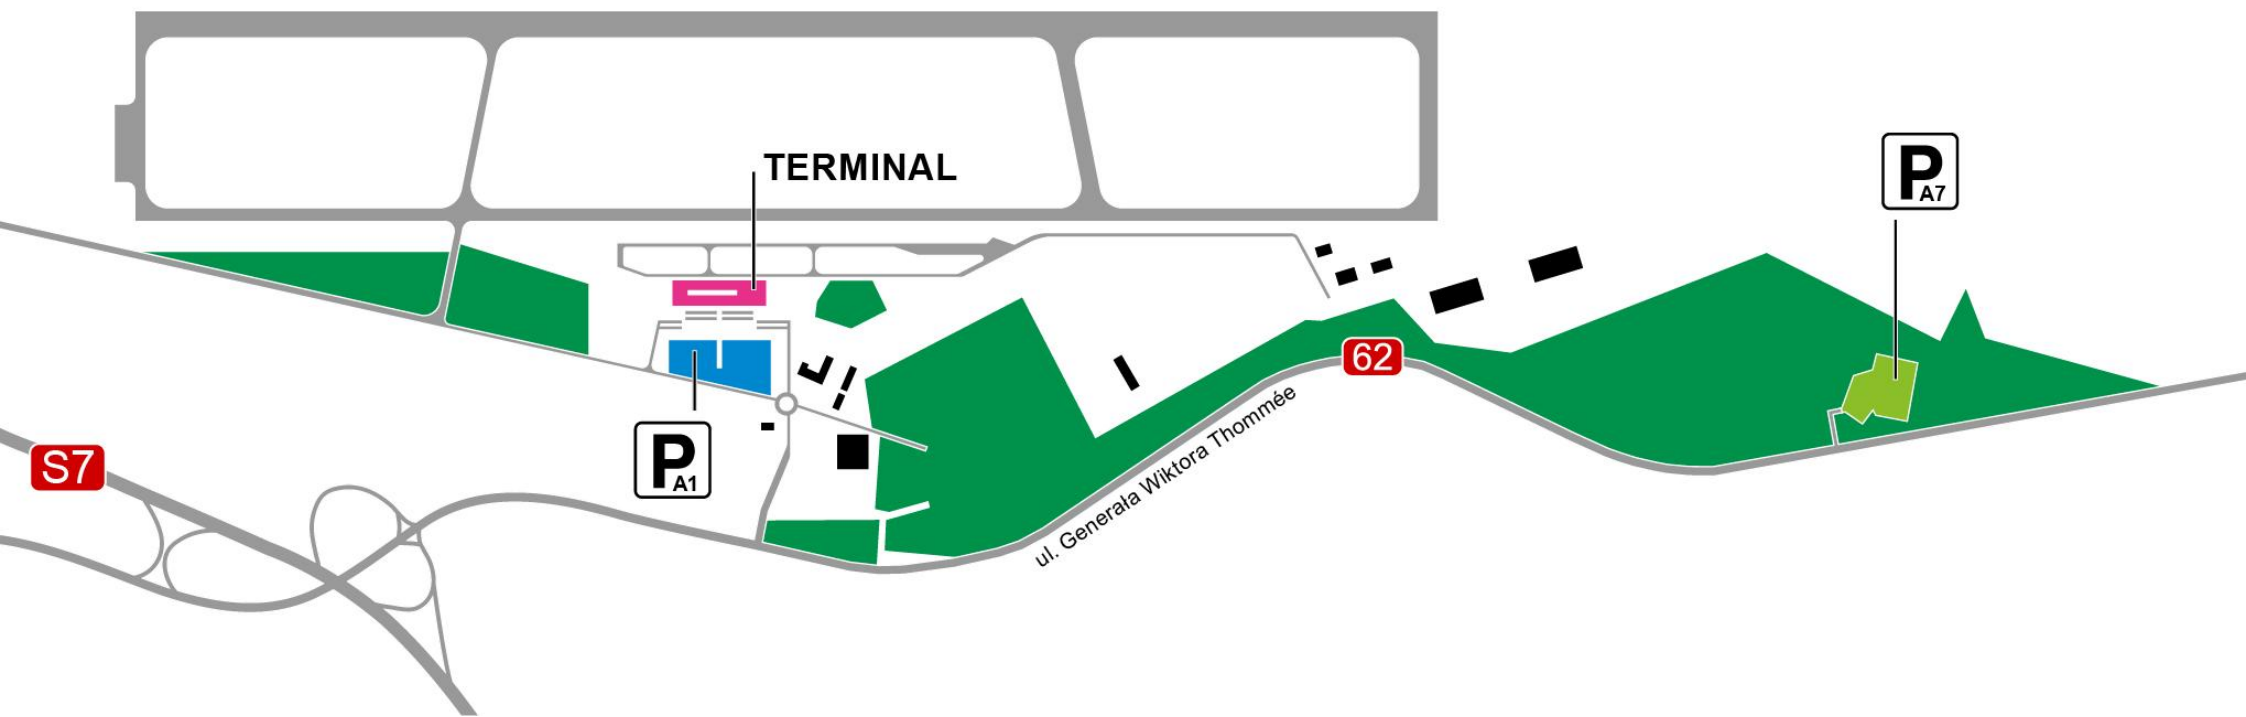 TERMINAL
P
A7
62
ul. Generała Wiktora Thommée
S7
P
A1